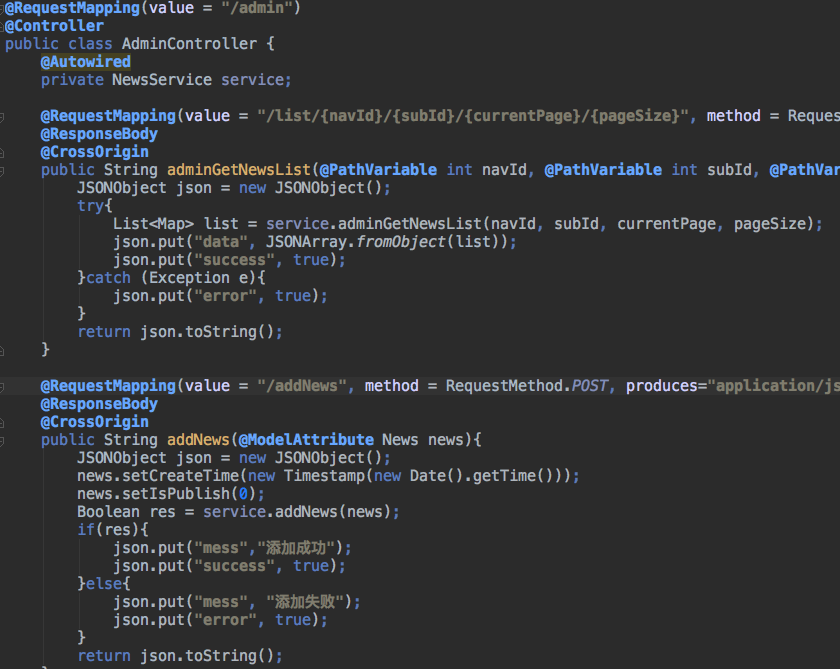 @RequestMapping(value = "/admin")
@Controller
public class AdminController {
@Autowired
private NewsService service;
@RequestMapping(value = "/list/{navId}/{subId}/{currentPage}/{pageSize}", method = Reques
@ResponseBody
@CrossOrigin
public String adminGetNewsList(@PathVariable int navId, @PathVariable int subId, @PathVar
JSONObject json = new JSONObject();
try{
List<Map> list = service.adminGetNewsList(navId, subId, currentPage, pageSize);
json.put("data", JSONArray.fromObject(list));
json.put("success", true);
}catch (Exception e){
json.put("error", true);
}
return json.toString();
}
@RequestMapping(value = "/addNews", method = RequestMethod.POST, produces="application/js
@ResponseBody
@CrossOrigin
public String addNews(@ModelAttribute News news){
JSONObject json = new JSONObject();
news.setCreateTime(new Timestamp(new Date().getTime()));
news.setIsPublish(0);
Boolean res = service.addNews(news);
if(res){
json.put("mess","添加成功");
json.put("success", true);
}else{
json.put("mess", "添加失败");
json.put("error", true);
}
return json.toString();